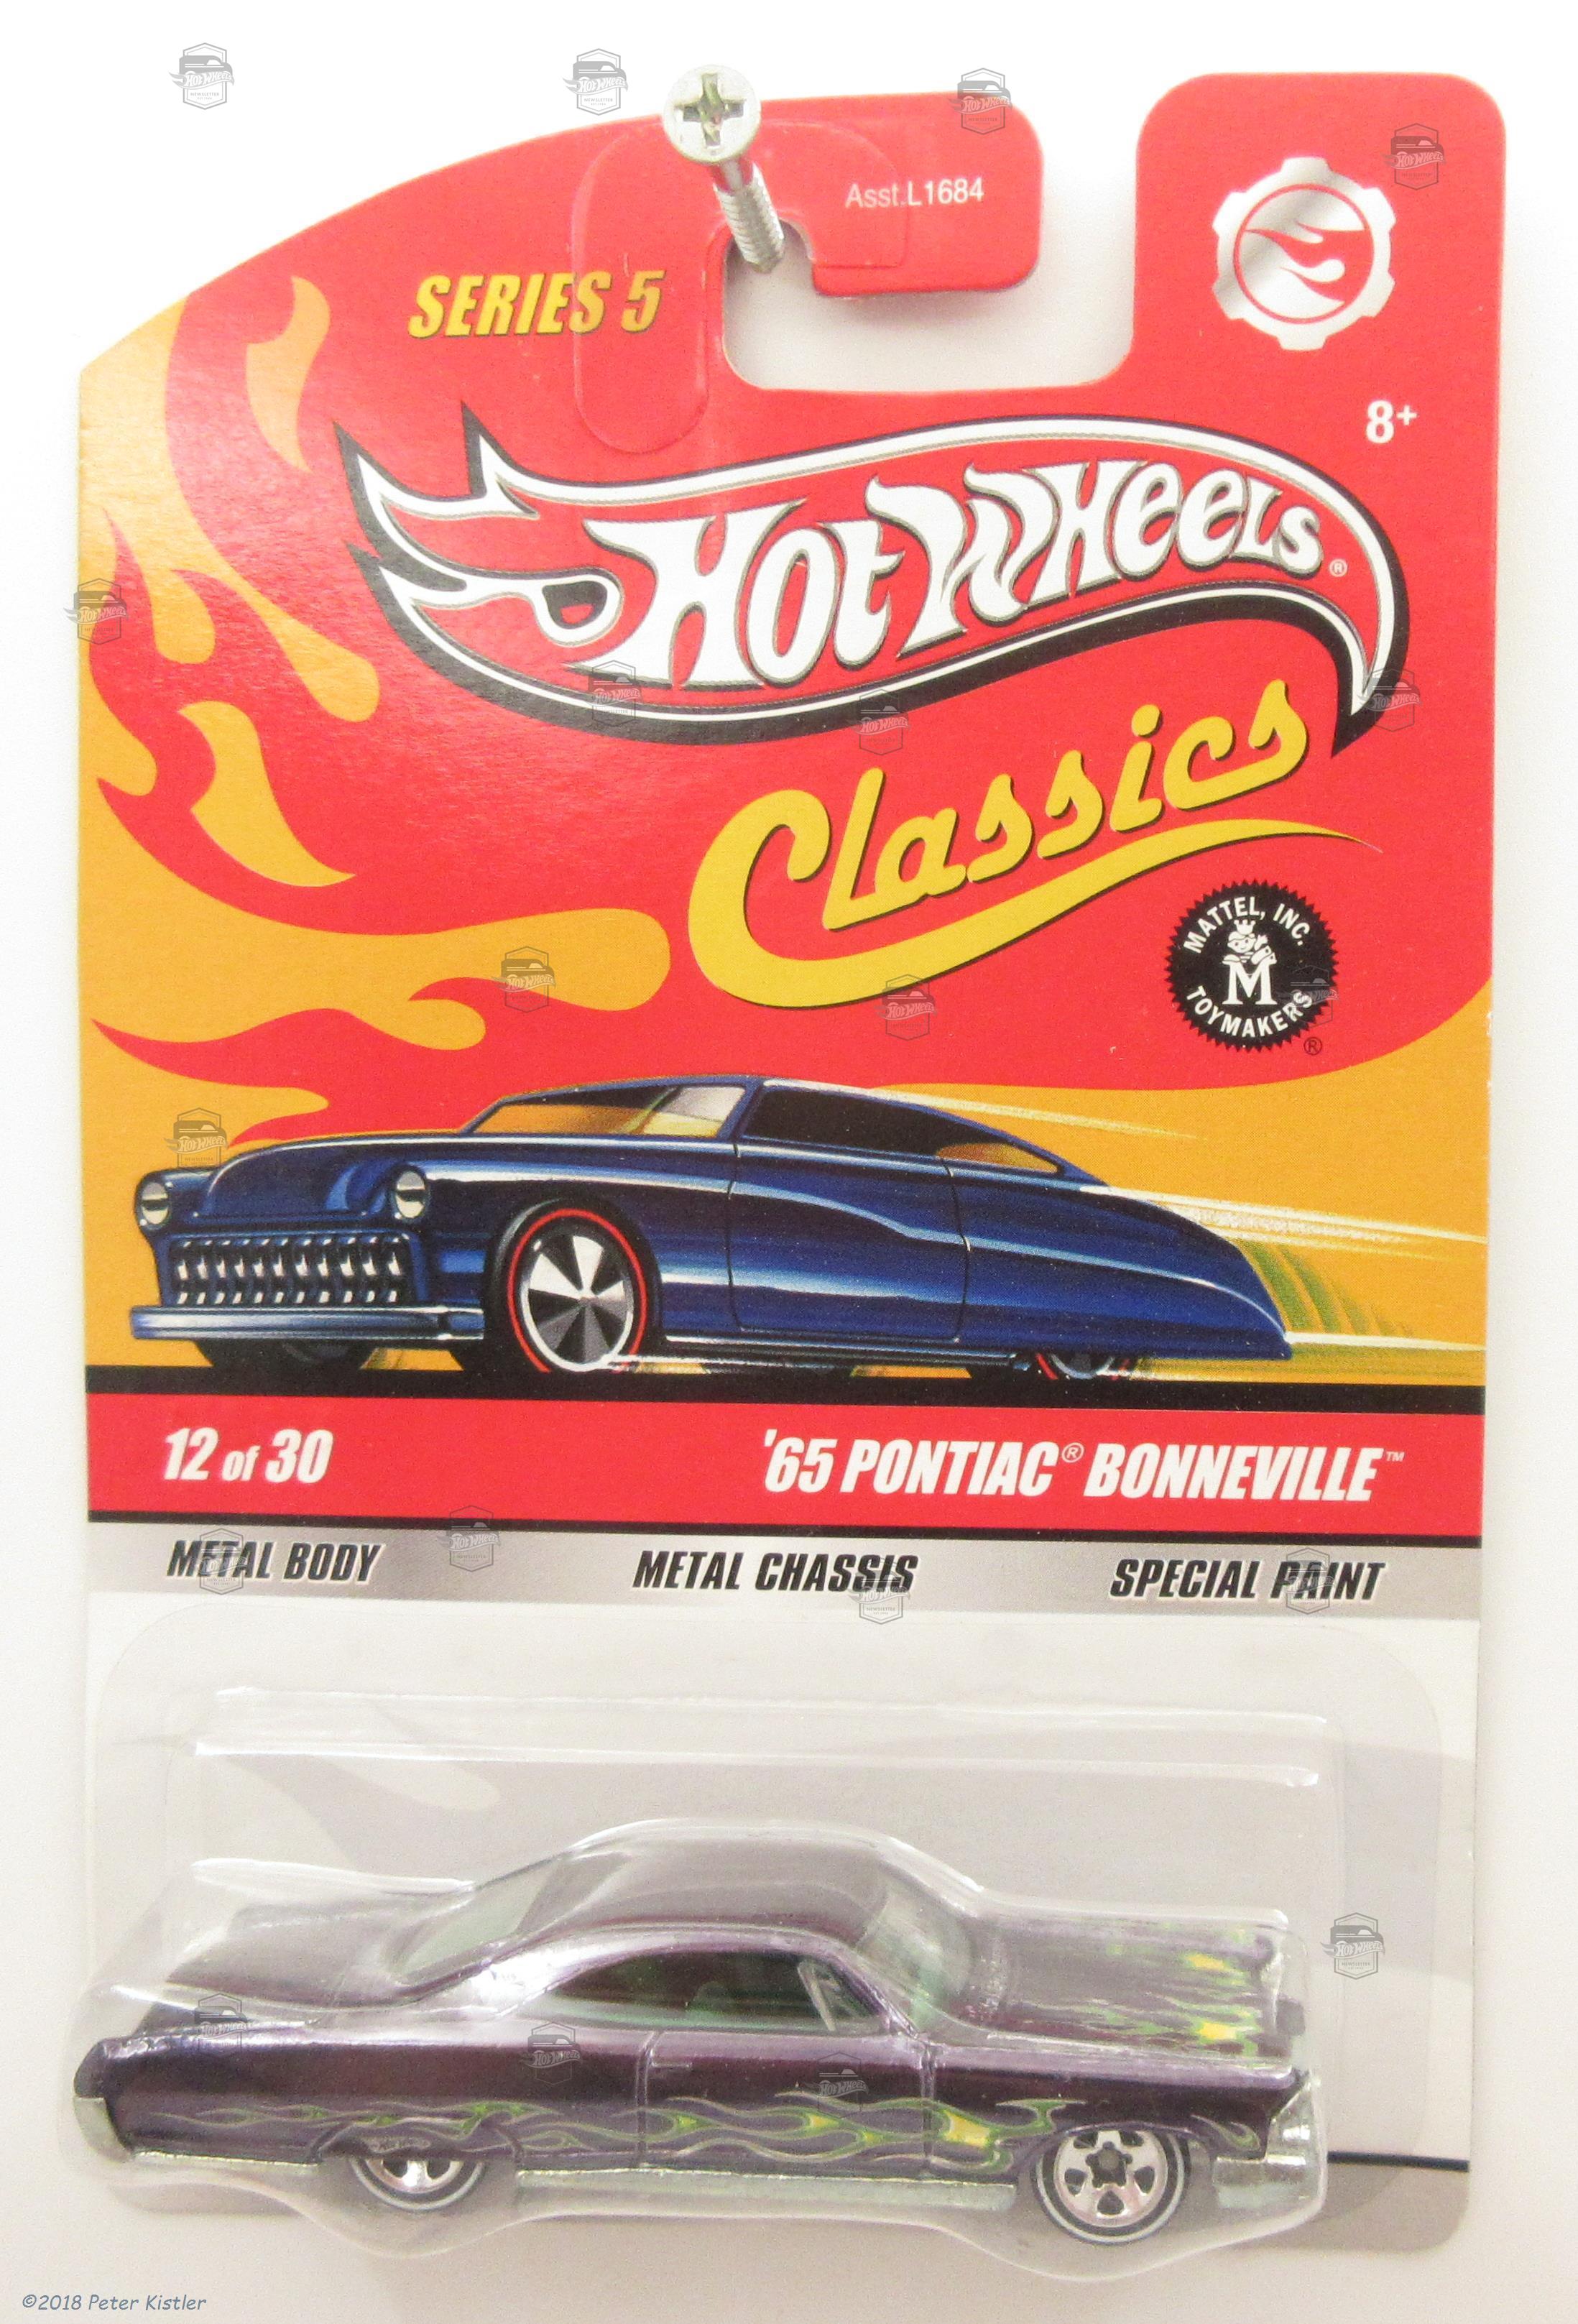 Asst.L1684
SERIES 5
8+
HOT WHEELS®
Classics
MATTEL, INC.
M
TOYMAKERS
®
12 of 30
'65 PONTIAC® BONNEVILLE™
METAL BODY
METAL CHASSIS
SPECIAL PAINT
©2018 Peter Kistler